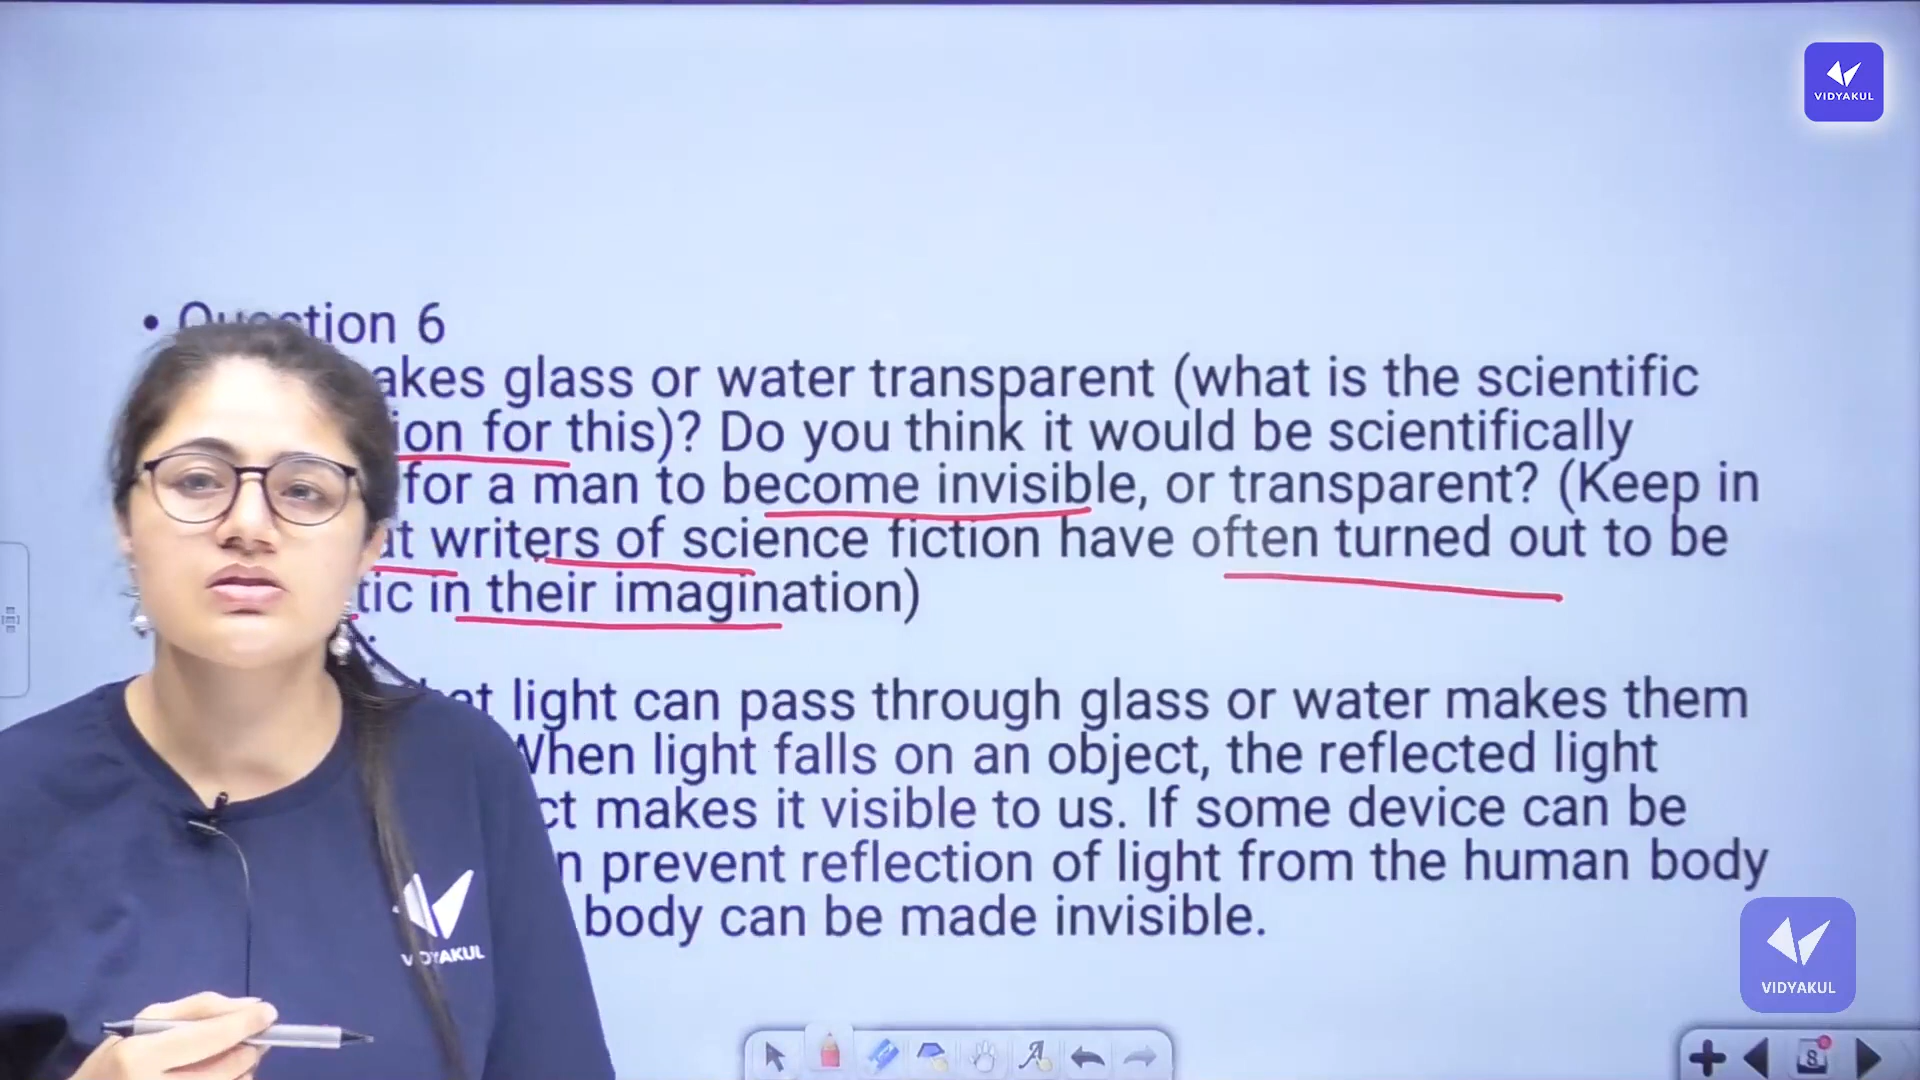 VIDYAKUL
• Question 6
akes glass or water transparent (what is the scientific
ion for this)? Do you think it would be scientifically
for a man to become invisible, or transparent? (Keep in
at writers of science fiction have often turned out to be
tic in their imagination)
hat light can pass through glass or water makes them
When light falls on an object, the reflected light
ct makes it visible to us. If some device can be
n prevent reflection of light from the human body
body can be made invisible.
VIDYAKUL
VIDYAKUL
8